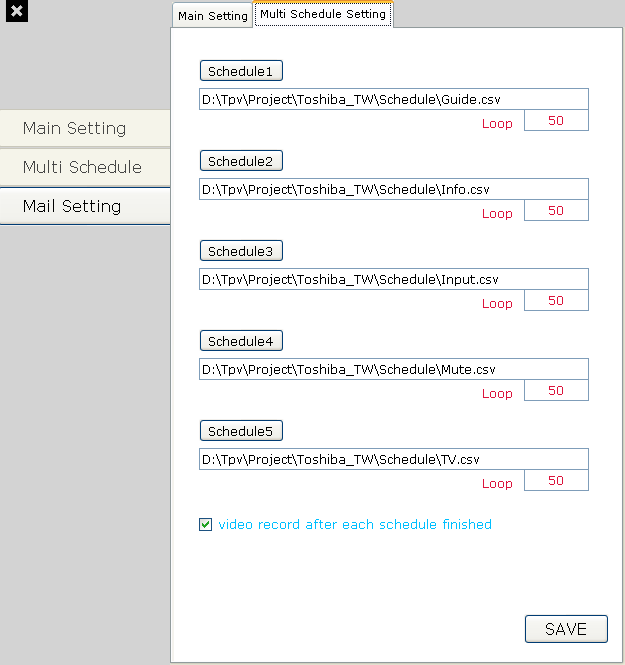 Main Setting
Multi Schedule Setting
Main Setting
Multi Schedule
Mail Setting
Schedule1
D:\Tpv\Project\Toshiba_TW\Schedule\Guide.csv
Loop 50
Schedule2
D:\Tpv\Project\Toshiba_TW\Schedule\Info.csv
Loop 50
Schedule3
D:\Tpv\Project\Toshiba_TW\Schedule\Input.csv
Loop 50
Schedule4
D:\Tpv\Project\Toshiba_TW\Schedule\Mute.csv
Loop 50
Schedule5
D:\Tpv\Project\Toshiba_TW\Schedule\TV.csv
Loop 50
video record after each schedule finished
SAVE